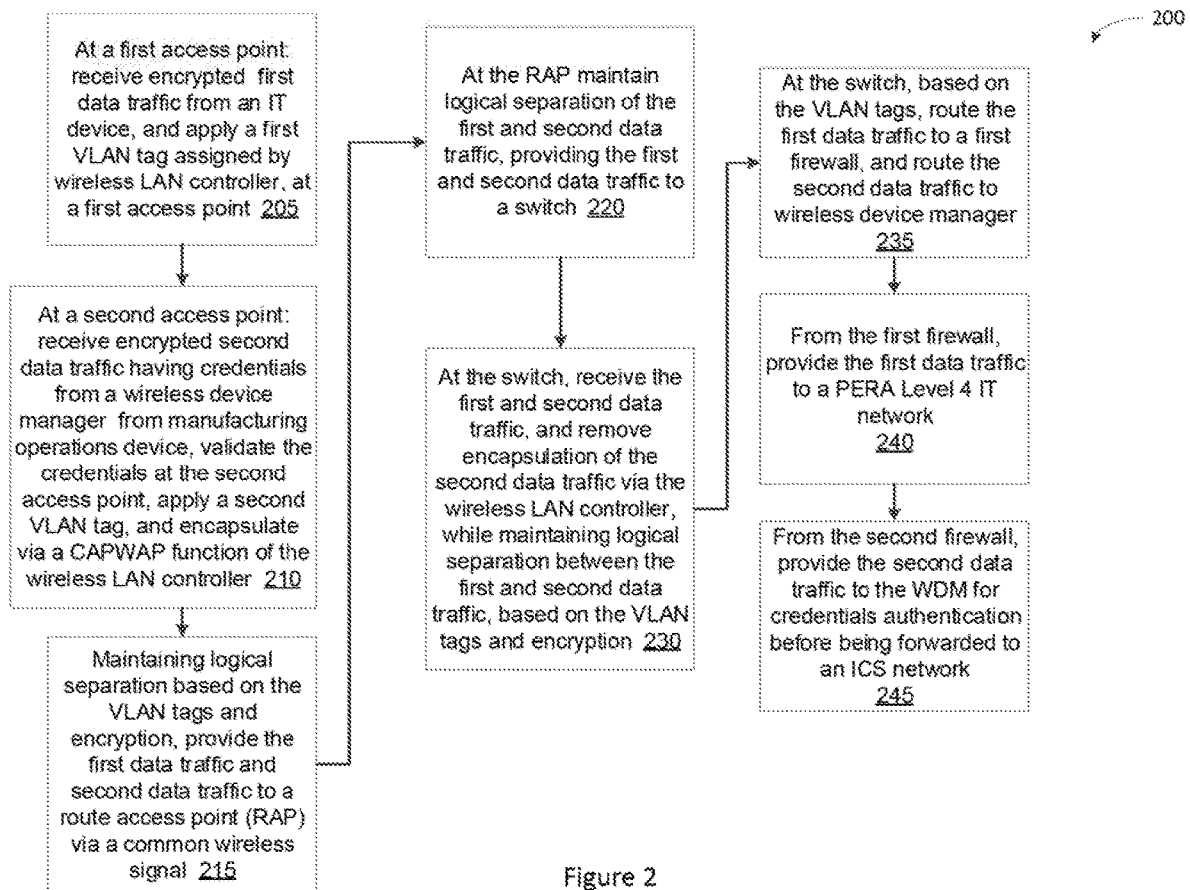 200
At a first access point:
receive encrypted first
data traffic from an IT
device, and apply a first
VLAN tag assigned by
wireless LAN controller, at
a first access point 205
At a second access point:
receive encrypted second
data traffic having credentials
from a wireless device
manager from manufacturing
operations device, validate the
credentials at the second
access point, apply a second
VLAN tag, and encapsulate
via a CAPWAP function of the
wireless LAN controller 210
Maintaining logical
separation based on the
VLAN tags and
encryption, provide the
first data traffic and
second data traffic to a
route access point (RAP)
via a common wireless
signal 215
At the RAP maintain
logical separation of the
first and second data
traffic, providing the first
and second data traffic to
a switch 220
At the switch, receive the
first and second data
traffic, and remove
encapsulation of the
second data traffic via the
wireless LAN controller,
while maintaining logical
separation between the
first and second data
traffic, based on the VLAN
tags and encryption 230
At the switch, based on
the VLAN tags, route the
first data traffic to a first
firewall, and route the
second data traffic to
wireless device manager
235
From the first firewall,
provide the first data traffic
to a PERA Level 4 IT
network
240
From the second firewall,
provide the second data
traffic to the WDM for
credentials authentication
before being forwarded to
an ICS network
245
Figure 2